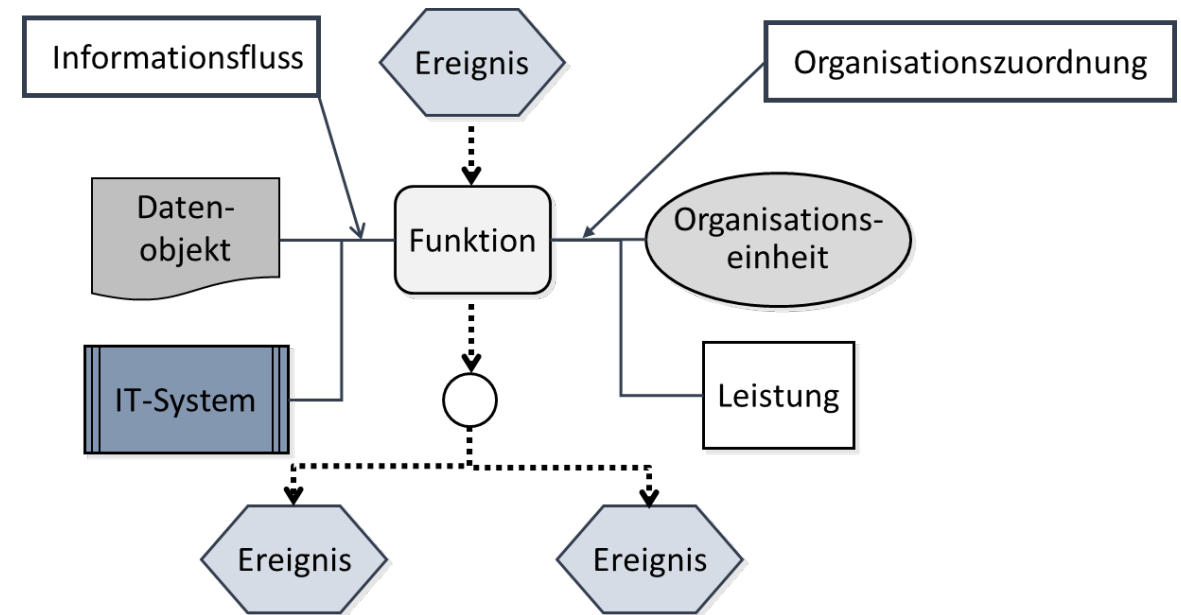 Informationsfluss
Ereignis
Organisationszuordnung
Daten-
objekt
Funktion
Organisations-
einheit
IT-System
Leistung
Ereignis
Ereignis